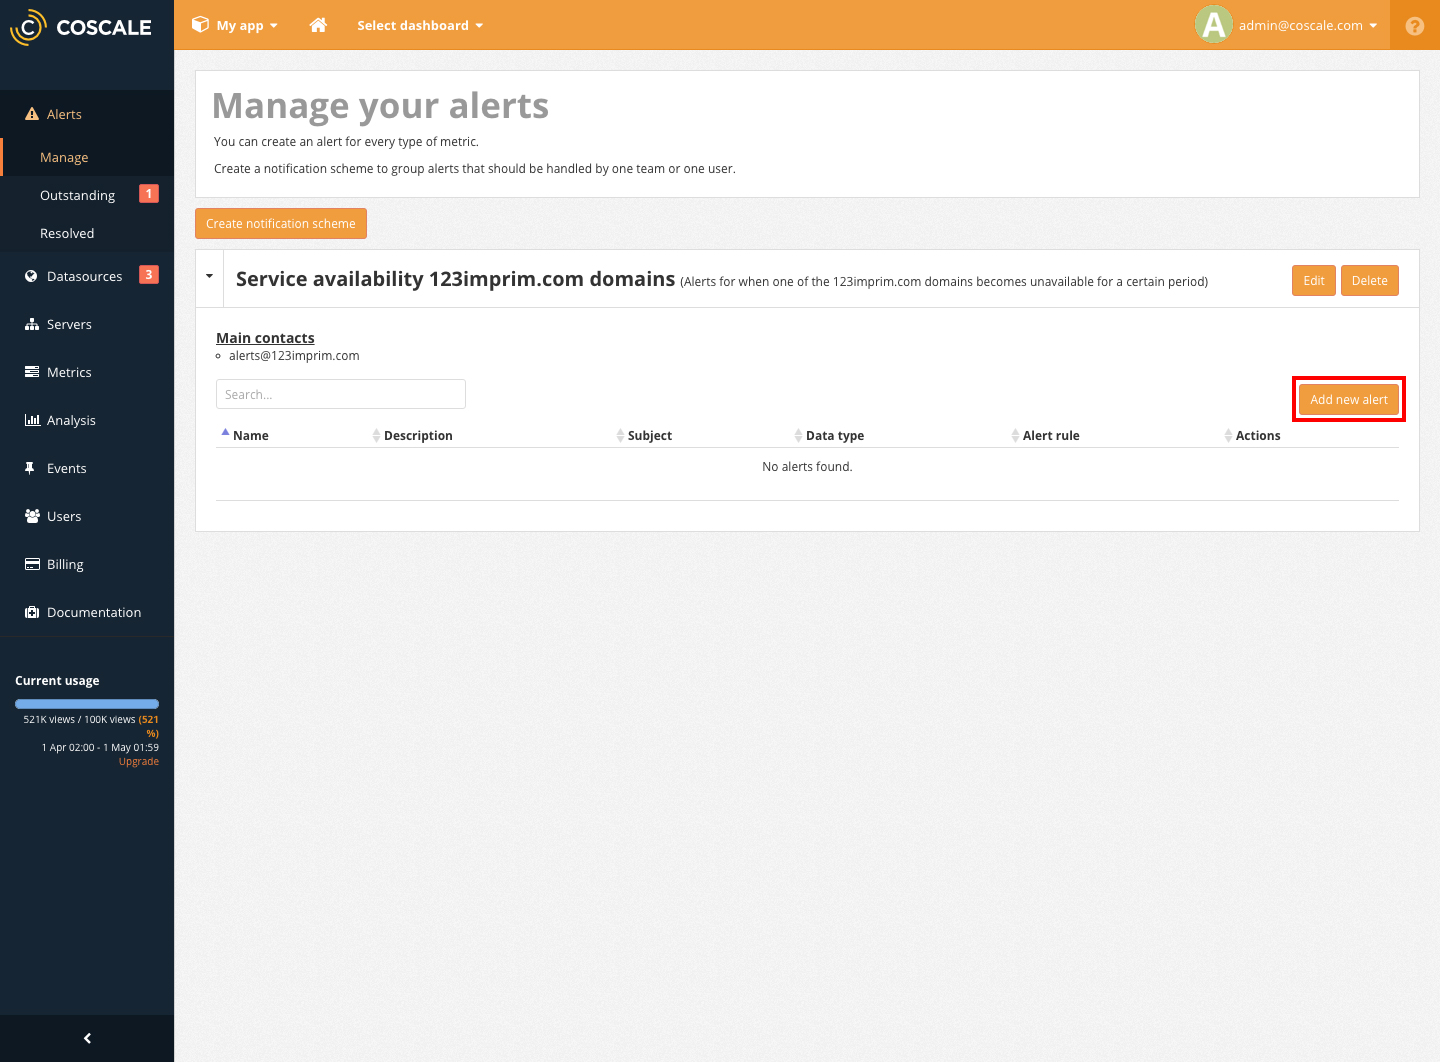 COSCALE
My app
Select dashboard
A
admin@coscale.com
?
Alerts
Manage
Outstanding 1
Resolved
Datasources 3
Servers
Metrics
Analysis
Events
Users
Billing
Documentation
Current usage
521K views / 100K views (521
%)
1 Apr 02:00 - 1 May 01:59
Upgrade
Manage your alerts
You can create an alert for every type of metric.
Create a notification scheme to group alerts that should be handled by one team or one user.
Create notification scheme
Service availability 123imprim.com domains (Alerts for when one of the 123imprim.com domains becomes unavailable for a certain period)
Edit Delete
Main contacts
alerts@123imprim.com
Search...
Add new alert
Name Description Subject Data type Alert rule Actions
No alerts found.